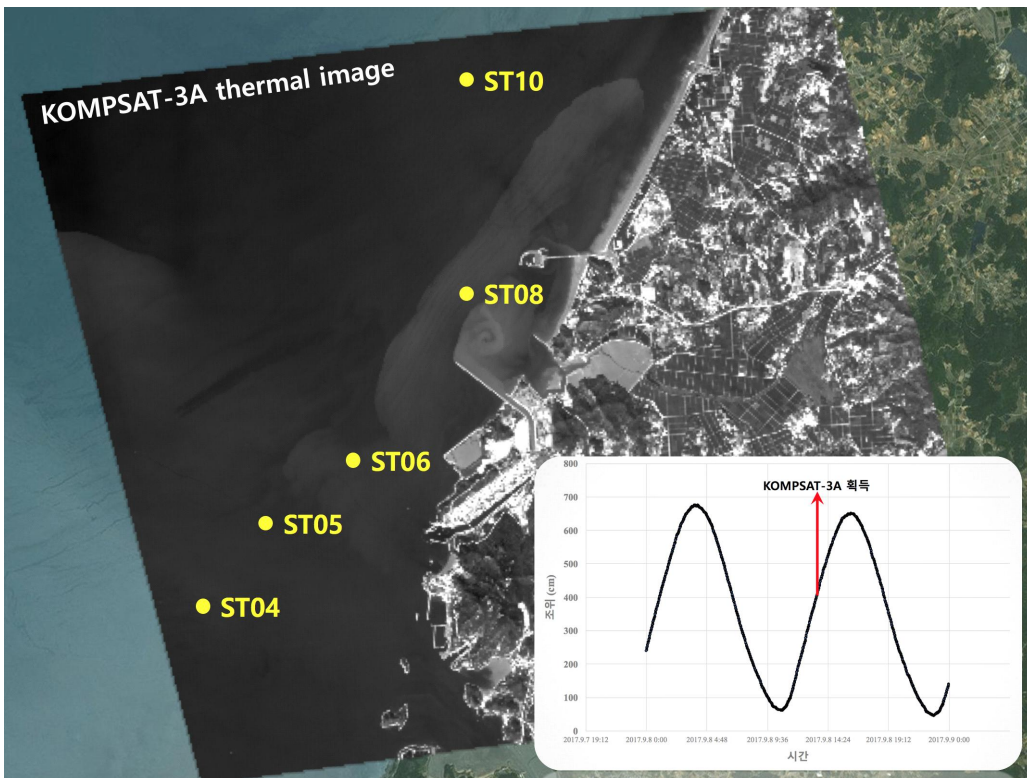 KOMPSAT-3A thermal image
ST10
ST08
ST06
ST05
ST04
KOMPSAT-3A 획득
조위 (cm)
800
700
600
500
400
300
200
100
0
2017.9.7 19:12 2017.9.8 0:00 2017.9.8 4:48 2017.9.8 9:36 2017.9.8 14:24 2017.9.8 19:12 2017.9.9 0:00
시간